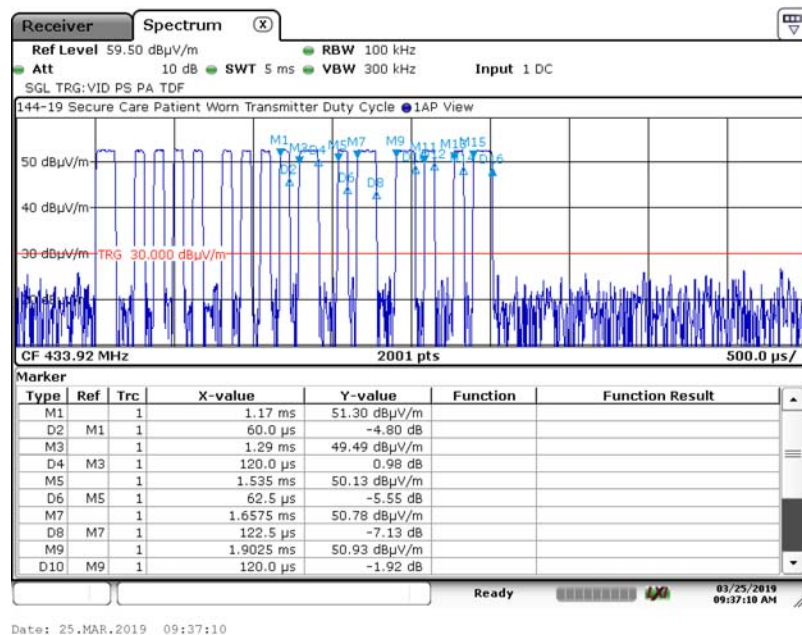 Receiver Spectrum X
Ref Level 59.50 dBµV/m RBW 100 kHz
Att 10 dB SWT 5 ms VBW 300 kHz Input 1 DC
SGL TRG:VID PS PA TDF
144-19 Secure Care Patient Worn Transmitter Duty Cycle 1AP View
M1 M3 D4 M5 M7 M9 M11 M15
50 dBµV/m D2 D6 D8 D16
40 dBµV/m
30 dBµV/m TRG 30.000 dBµV/m
CF 433.92 MHz 2001 pts 500.0 µs/
Marker
Type Ref Trc X-value Y-value Function Function Result
M1 1 1.17 ms 51.30 dBµV/m
D2 M1 1 60.0 µs -4.80 dB
M3 1 1.29 ms 49.49 dBµV/m
D4 M3 1 120.0 µs 0.98 dB
M5 1 1.535 ms 50.13 dBµV/m
D6 M5 1 62.5 µs -5.55 dB
M7 1 1.6575 ms 50.78 dBµV/m
D8 M7 1 122.5 µs -7.13 dB
M9 1 1.9025 ms 50.93 dBµV/m
D10 M9 1 120.0 µs -1.92 dB
Ready LXI 03/25/2019
09:37:10 AM
Date: 25.MAR.2019 09:37:10